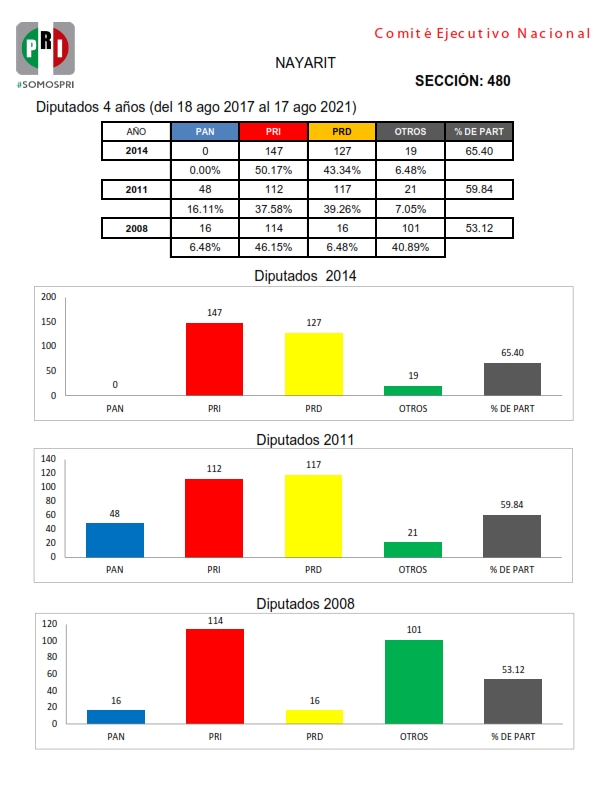 Comité Ejecutivo Nacional
PRI
#SOMOSPRI
NAYARIT
SECCIÓN: 480
Diputados 4 años (del 18 ago 2017 al 17 ago 2021)
AÑO PAN PRI PRD OTROS % DE PART
2014 0 147 127 19 65.40
0.00% 50.17% 43.34% 6.48%
2011 48 112 117 21 59.84
16.11% 37.58% 39.26% 7.05%
2008 16 114 16 101 53.12
6.48% 46.15% 6.48% 40.89%
Diputados 2014
200
150
100
50
0
0 147 127 19 65.40
PAN PRI PRD OTROS % DE PART
Diputados 2011
140
120
100
80
60
40
20
0
48 112 117 21 59.84
PAN PRI PRD OTROS % DE PART
Diputados 2008
120
100
80
60
40
20
0
16 114 16 101 53.12
PAN PRI PRD OTROS % DE PART